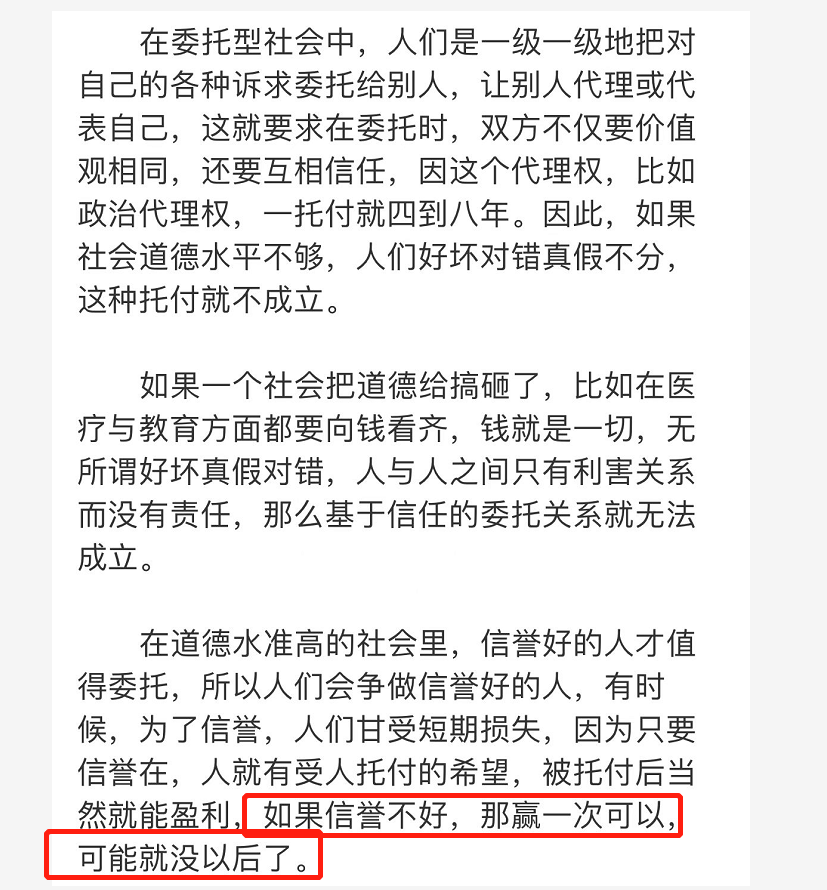 在委托型社会中，人们是一级一级地把对
自己的各种诉求委托给别人，让别人代理或代
表自己，这就要求在委托时，双方不仅要价值
观相同，还要互相信任，因这个代理权，比如
政治代理权，一托付就四到八年。因此，如果
社会道德水平不够，人们好坏对错真假不分，
这种托付就不成立。
如果一个社会把道德给搞砸了，比如在医
疗与教育方面都要向钱看齐，钱就是一切，无
所谓好坏真假对错，人与人之间只有利害关系
而没有责任，那么基于信任的委托关系就无法
成立。
在道德水准高的社会里，信誉好的人才值
得委托，所以人们会争做信誉好的人，有时
候，为了信誉，人们甘受短期损失，因为只要
信誉在，人就有受人托付的希望，被托付后当
然就能盈利，如果信誉不好，那赢一次可以，
可能就没以后了。